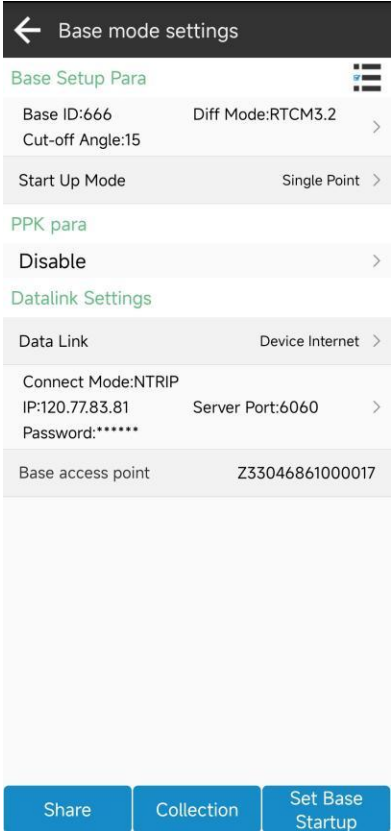 Base mode settings
Base Setup Para
Base ID:666 Diff Mode:RTCM3.2
Cut-off Angle:15
Start Up Mode Single Point
PPK para
Disable
Datalink Settings
Data Link Device Internet
Connect Mode:NTRIP
IP:120.77.83.81 Server Port:6060
Password:******
Base access point Z33046861000017
Share Collection Set Base
Startup